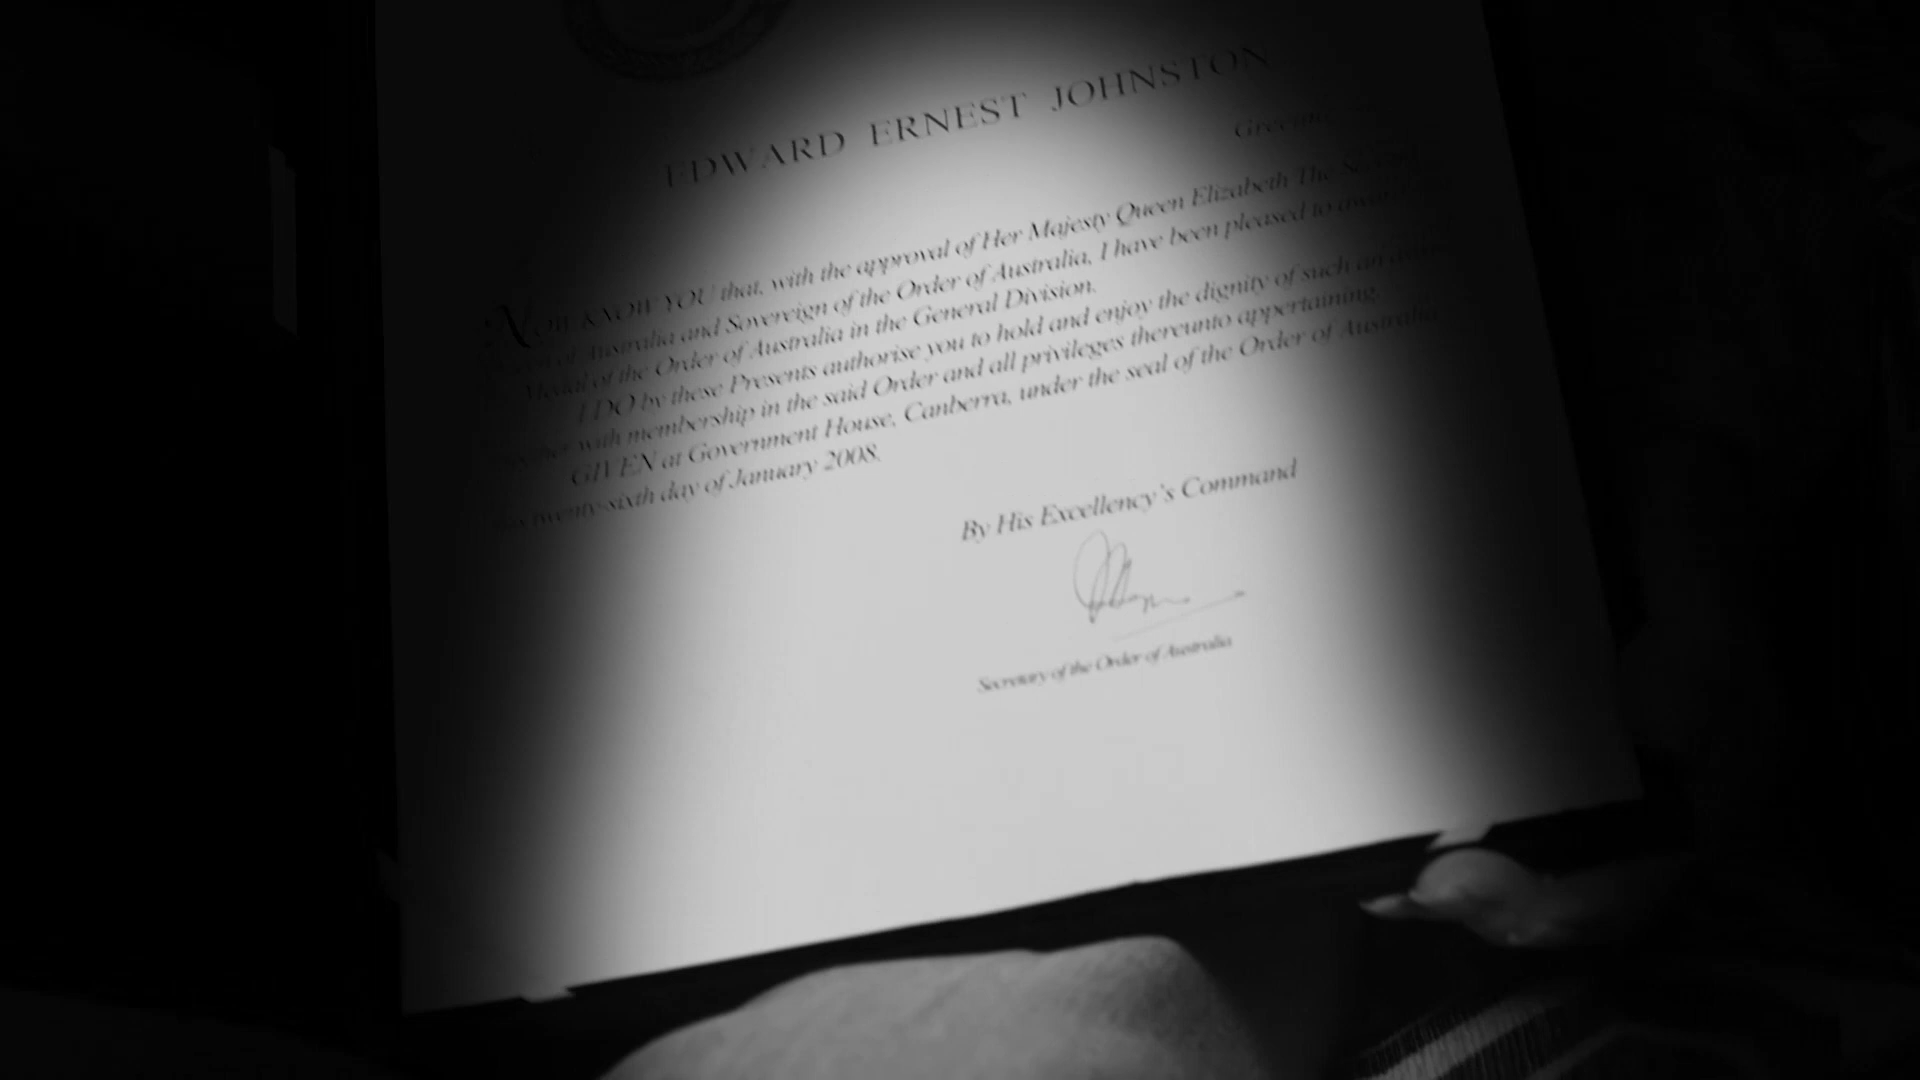 EDWARD ERNEST JOHNSTON
Greeting
NOW KNOW YOU that, with the approval of Her Majesty Queen Elizabeth The Second,
of Australia and Sovereign of the Order of Australia, I have been pleased to award
Medal of the Order of Australia in the General Division.
I DO by these Presents authorise you to hold and enjoy the dignity of such an award
together with membership in the said Order and all privileges thereunto appertaining.
GIVEN at Government House, Canberra, under the seal of the Order of Australia
this twenty-sixth day of January 2008.
By His Excellency's Command
Secretary of the Order of Australia